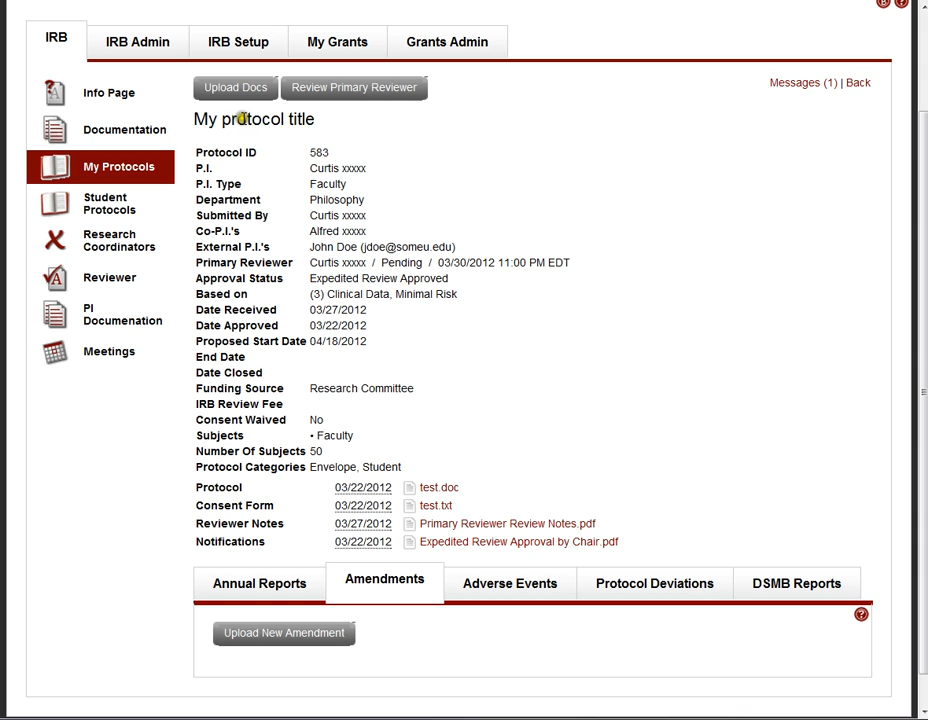 IRB
IRB Admin
IRB Setup
My Grants
Grants Admin
Info Page
Documentation
My Protocols
Student
Protocols
Research
Coordinators
Reviewer
PI
Documenation
Meetings
Upload Docs
Review Primary Reviewer
Messages (1) | Back
My protocol title
Protocol ID 583
P.I. Curtis xxxxx
P.I. Type Faculty
Department Philosophy
Submitted By Curtis xxxxx
Co-P.I.'s Alfred xxxxx
External P.I.'s John Doe (jdoe@someu.edu)
Primary Reviewer Curtis xxxxx / Pending / 03/30/2012 11:00 PM EDT
Approval Status Expedited Review Approved
Based on (3) Clinical Data, Minimal Risk
Date Received 03/27/2012
Date Approved 03/22/2012
Proposed Start Date 04/18/2012
End Date
Date Closed
Funding Source Research Committee
IRB Review Fee
Consent Waived No
Subjects • Faculty
Number Of Subjects 50
Protocol Categories Envelope, Student
Protocol 03/22/2012 test.doc
Consent Form 03/22/2012 test.txt
Reviewer Notes 03/27/2012 Primary Reviewer Review Notes.pdf
Notifications 03/22/2012 Expedited Review Approval by Chair.pdf
Annual Reports
Amendments
Adverse Events
Protocol Deviations
DSMB Reports
?
Upload New Amendment